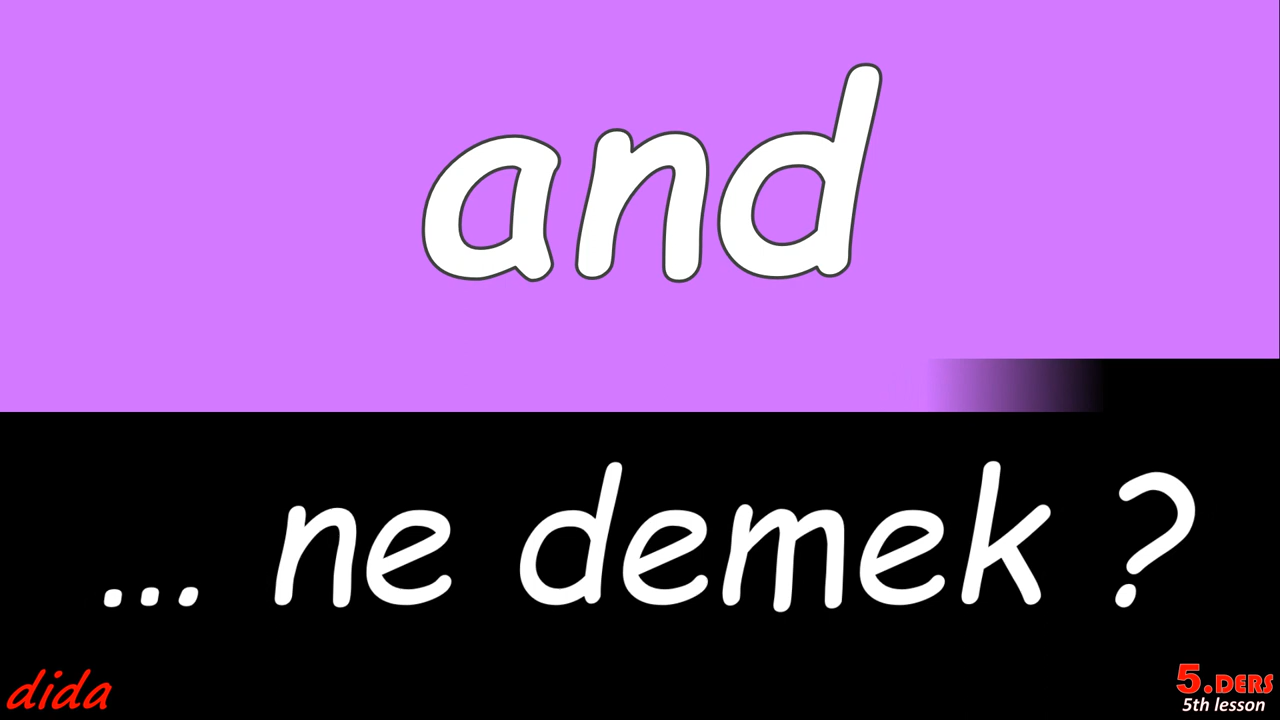 and
... ne demek ?
dida
5.DERS
5th lesson